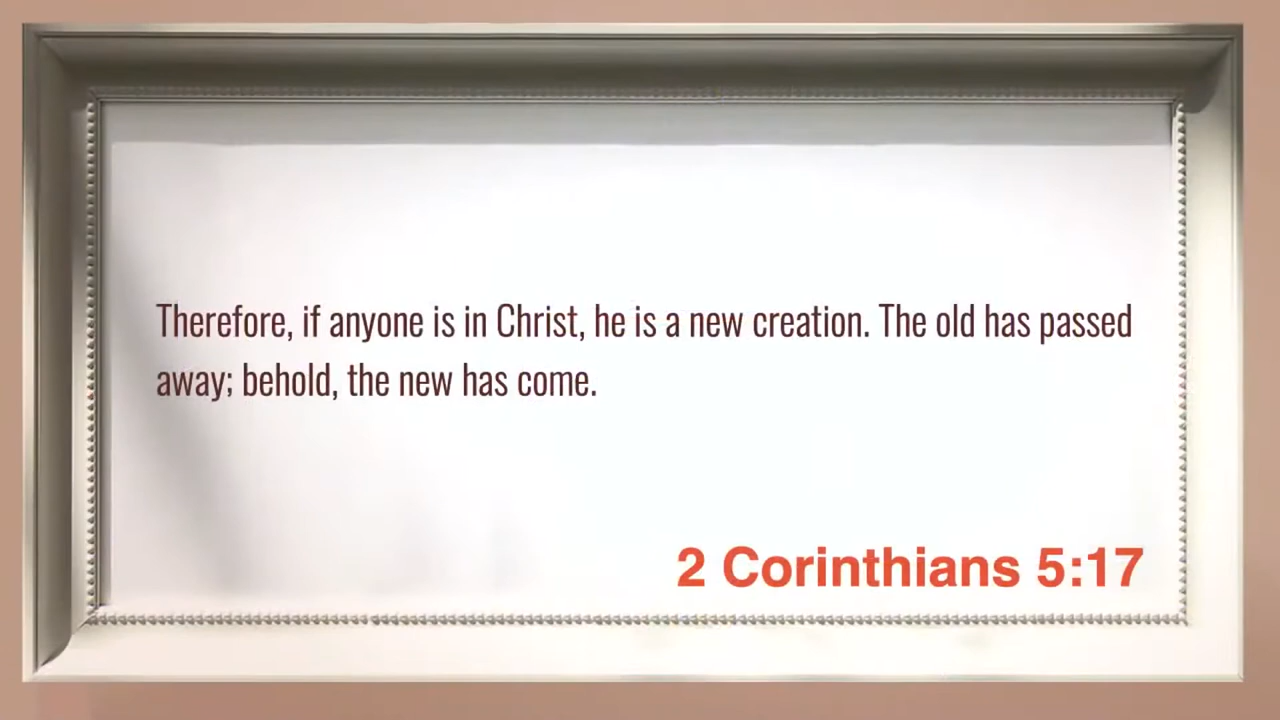 Therefore, if anyone is in Christ, he is a new creation. The old has passed
away; behold, the new has come.
2 Corinthians 5:17